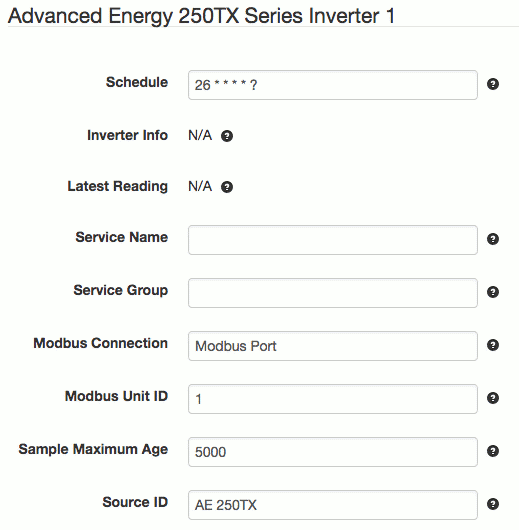 Advanced Energy 250TX Series Inverter 1
Schedule 26 * * * * ? ?
Inverter Info N/A ?
Latest Reading N/A ?
Service Name ?
Service Group ?
Modbus Connection Modbus Port ?
Modbus Unit ID 1 ?
Sample Maximum Age 5000 ?
Source ID AE 250TX ?